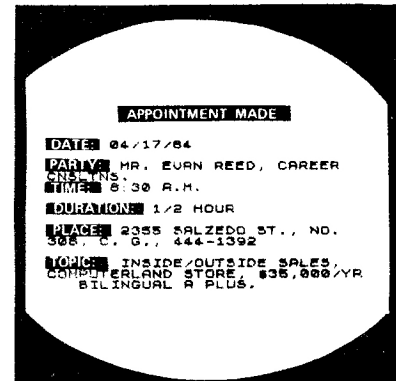 APPOINTMENT MADE
DATE: 04/17/84
PARTY: MR. EVAN REED, CAREER
CNSLTNS.
TIME: 8:30 A.M.
DURATION: 1/2 HOUR
PLACE: 2355 SALZEDO ST., NO.
308, C. G., 444-1392
TOPIC: INSIDE/OUTSIDE SALES,
COMPUTERLAND STORE, $35,000/YR
BILINGUAL A PLUS.